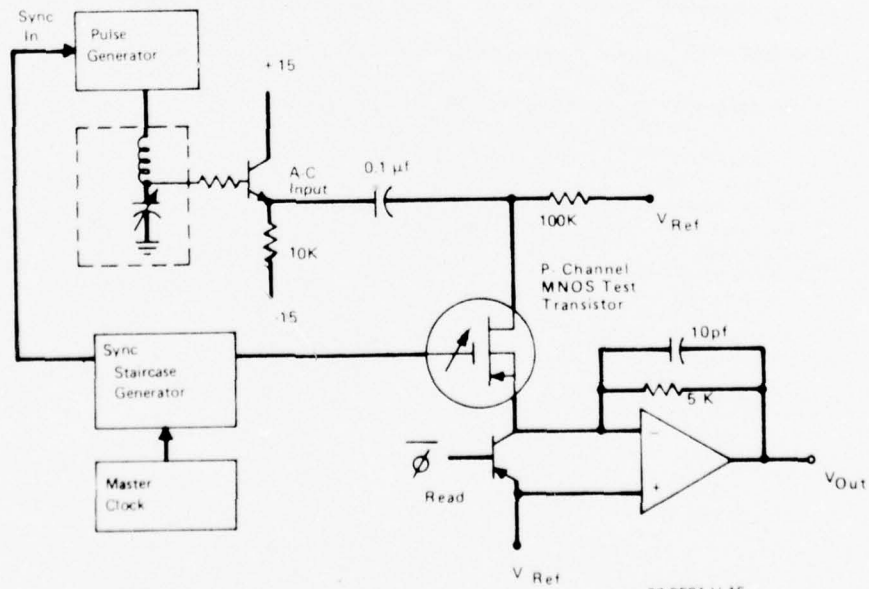 Sync
In
Pulse
Generator
+15
A-C
Input
0.1 µf
100K
V Ref
10K
-15
P-Channel
MNOS Test
Transistor
Sync
Staircase
Generator
10pf
5 K
Master
Clock
ϕ
Read
−
+
V Out
V Ref